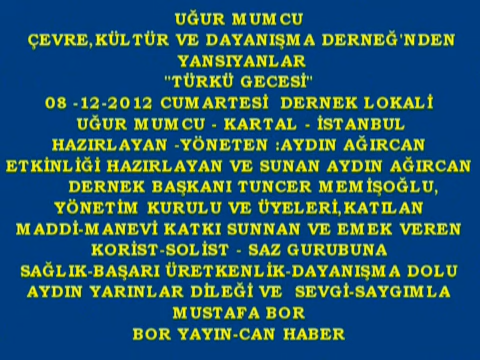 UĞUR MUMCU
ÇEVRE,KÜLTÜR VE DAYANIŞMA DERNEĞ'NDEN
YANSIYANLAR
"TÜRKÜ GECESİ"
08 -12-2012 CUMARTESİ DERNEK LOKALİ
UĞUR MUMCU - KARTAL - İSTANBUL
HAZIRLAYAN -YÖNETEN :AYDIN AĞIRCAN
ETKİNLİĞİ HAZIRLAYAN VE SUNAN AYDIN AĞIRCAN
DERNEK BAŞKANI TUNCER MEMİŞOĞLU,
YÖNETİM KURULU VE ÜYELERİ,KATILAN
MADDİ-MANEVİ KATKI SUNNAN VE EMEK VEREN
KORİST-SOLİST - SAZ GURUBUNA
SAĞLIK-BAŞARI ÜRETKENLİK-DAYANIŞMA DOLU
AYDIN YARINLAR DİLEĞİ VE SEVGİ-SAYGIMLA
MUSTAFA BOR
BOR YAYIN-CAN HABER